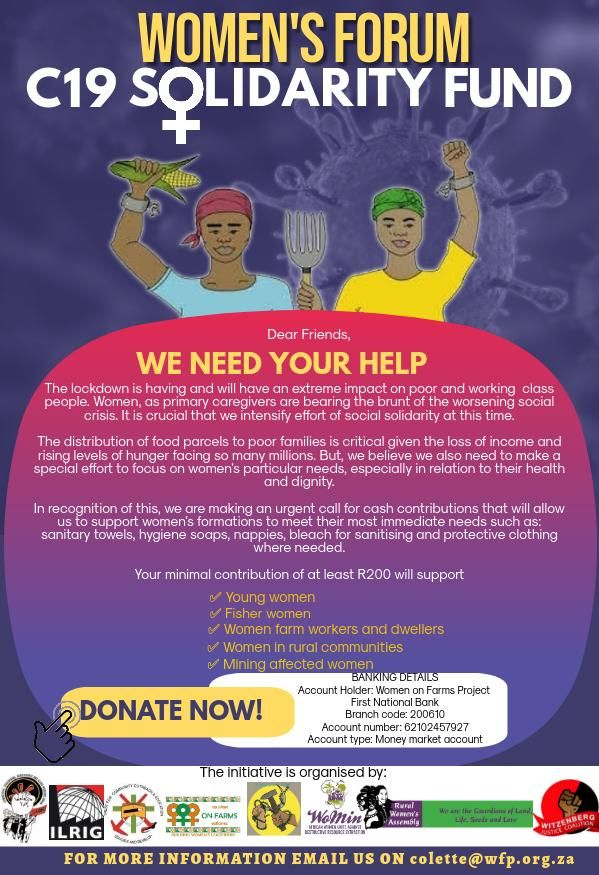 WOMEN'S FORUM
C19 SOLIDARITY FUND
Dear Friends,
WE NEED YOUR HELP
The lockdown is having and will have an extreme impact on poor and working class
people. Women, as primary caregivers are bearing the brunt of the worsening social
crisis. It is crucial that we intensify effort of social solidarity at this time.
The distribution of food parcels to poor families is critical given the loss of income and
rising levels of hunger facing so many millions. But, we believe we also need to make a
special effort to focus on women's particular needs, especially in relation to their health
and dignity.
In recognition of this, we are making an urgent call for cash contributions that will allow
us to support women's formations to meet their most immediate needs such as:
sanitary towels, hygiene soaps, nappies, bleach for sanitising and protective clothing
where needed.
Your minimal contribution of at least R200 will support
✓ Young women
✓ Fisher women
✓ Women farm workers and dwellers
✓ Women in rural communities
✓ Mining affected women
DONATE NOW!
BANKING DETAILS
Account Holder: Women on Farms Project
First National Bank
Branch code: 200610
Account number: 62102457927
Account type: Money market account
The initiative is organised by:
ILRIG
ON FARMS
WoMin
AFRICAN WOMEN UNITE AGAINST
DESTRUCTIVE RESOURCE EXTRACTION
Rural
Women's
Assembly
We are the Guardians of Land,
Life, Seeds and Love
WITZENBERG
JUSTICE COALITION
FOR MORE INFORMATION EMAIL US ON colette@wfp.org.za